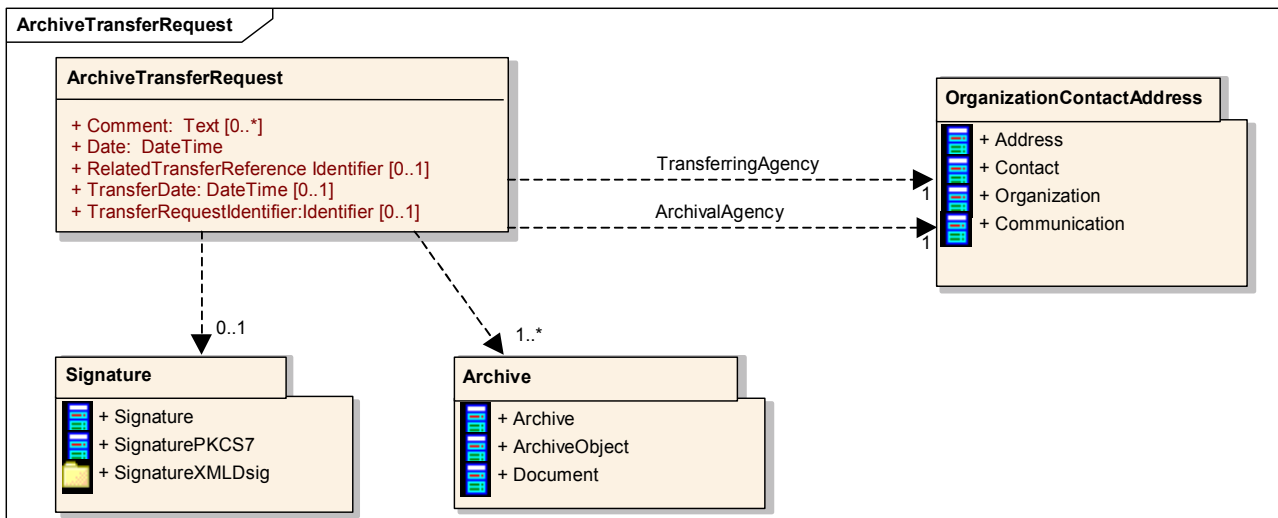 ArchiveTransferRequest
ArchiveTransferRequest
+ Comment: Text [0..*]
+ Date: DateTime
+ RelatedTransferReference Identifier [0..1]
+ TransferDate: DateTime [0..1]
+ TransferRequestIdentifier:Identifier [0..1]
TransferringAgency
1
ArchivalAgency
1
OrganizationContactAddress
+ Address
+ Contact
+ Organization
+ Communication
0..1
1..*
Signature
+ Signature
+ SignaturePKCS7
+ SignatureXMLDsig
Archive
+ Archive
+ ArchiveObject
+ Document